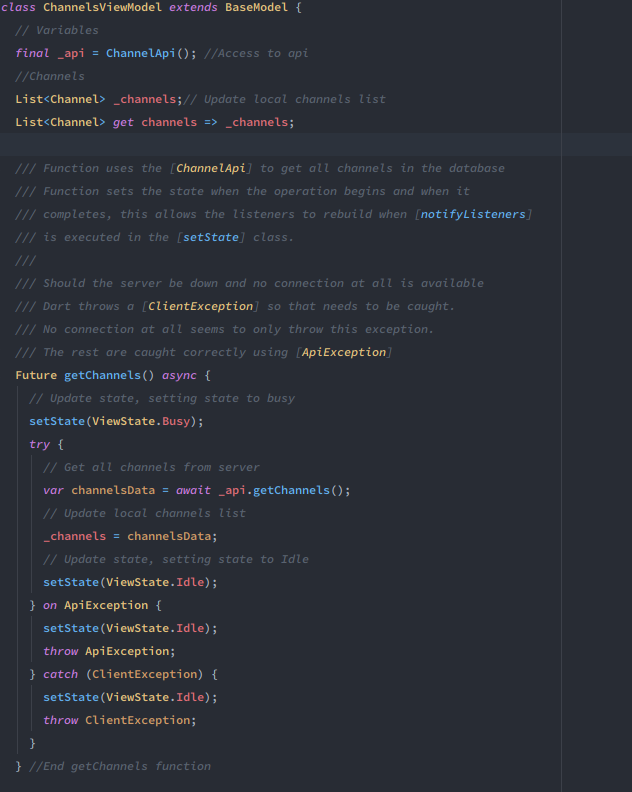 class ChannelsViewModel extends BaseModel {
// Variables
final _api = ChannelApi(); //Access to api
//Channels
List<Channel> _channels;// Update local channels list
List<Channel> get channels => _channels;
/// Function uses the [ChannelApi] to get all channels in the database
/// Function sets the state when the operation begins and when it
/// completes, this allows the listeners to rebuild when [notifyListeners]
/// is executed in the [setState] class.
///
/// Should the server be down and no connection at all is available
/// Dart throws a [ClientException] so that needs to be caught.
/// No connection at all seems to only throw this exception.
/// The rest are caught correctly using [ApiException]
Future getChannels() async {
// Update state, setting state to busy
setState(ViewState.Busy);
try {
// Get all channels from server
var channelsData = await _api.getChannels();
// Update local channels list
_channels = channelsData;
// Update state, setting state to Idle
setState(ViewState.Idle);
} on ApiException {
setState(ViewState.Idle);
throw ApiException;
} catch (ClientException) {
setState(ViewState.Idle);
throw ClientException;
}
} //End getChannels function